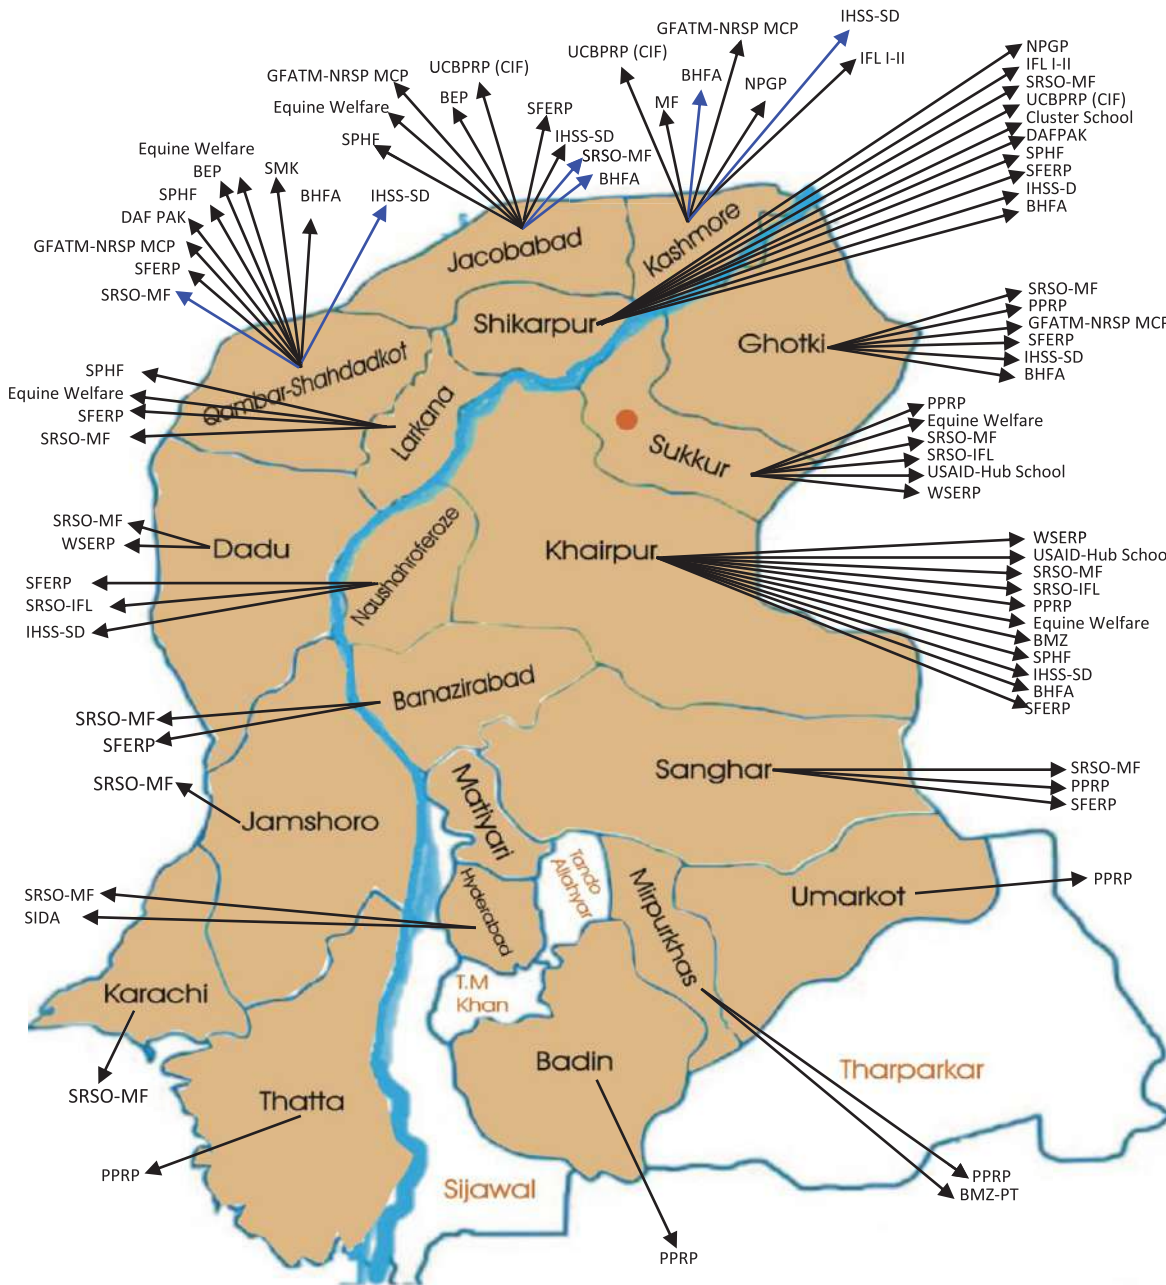 IHSS-SD
GFATM-NRSP MCP
UCBPRP (CIF)
IFL I-II
BHFA
NPGP
MF
NPGP
IFL I-II
SRSO-MF
UCBPRP (CIF)
Cluster School
DAFPAK
SPHF
SFERP
IHSS-D
BHFA
UCBPRP (CIF)
GFATM-NRSP MCP
BEP
Equine Welfare
SFERP
SPHF
IHSS-SD
SRSO-MF
BHFA
Equine Welfare
BEP
SMK
SPHF
BHFA
IHSS-SD
DAF PAK
GFATM-NRSP MCP
SFERP
SRSO-MF
Jacobabad
Kashmore
Shikarpur
Ghotki
SRSO-MF
PPRP
GFATM-NRSP MCP
SFERP
IHSS-SD
BHFA
Qambar-Shahdadkot
SPHF
Equine Welfare
SFERP
SRSO-MF
Larkana
Sukkur
PPRP
Equine Welfare
SRSO-MF
SRSO-IFL
USAID-Hub School
WSERP
SRSO-MF
WSERP
Dadu
SFERP
SRSO-IFL
IHSS-SD
Naushahroferoze
Khairpur
WSERP
USAID-Hub Schoo
SRSO-MF
SRSO-IFL
PPRP
Equine Welfare
BMZ
SPHF
IHSS-SD
BHFA
SFERP
Banazirabad
SRSO-MF
SFERP
Sanghar
SRSO-MF
PPRP
SFERP
SRSO-MF
Jamshoro
Matiyari
Tando
Allahyar
Hyderabad
SRSO-MF
SIDA
Mirpurkhas
Umarkot
PPRP
Karachi
SRSO-MF
T.M
Khan
Badin
Tharparkar
Thatta
PPRP
Sijawal
PPRP
BMZ-PT
PPRP